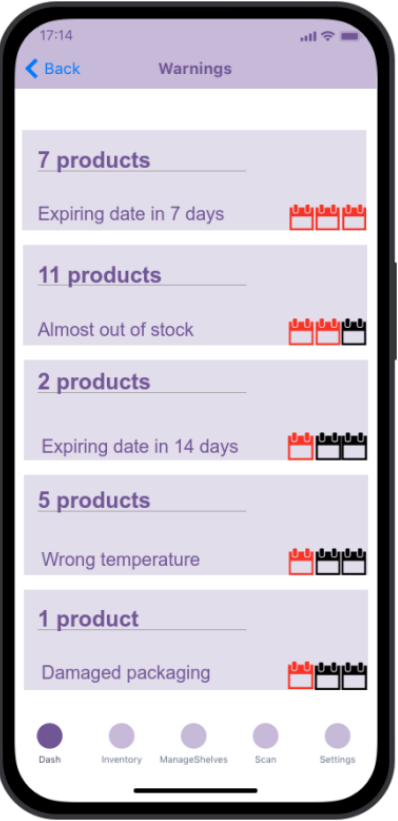 17:14
Back
Warnings
7 products
Expiring date in 7 days
11 products
Almost out of stock
2 products
Expiring date in 14 days
5 products
Wrong temperature
1 product
Damaged packaging
Dash
Inventory
ManageShelves
Scan
Settings